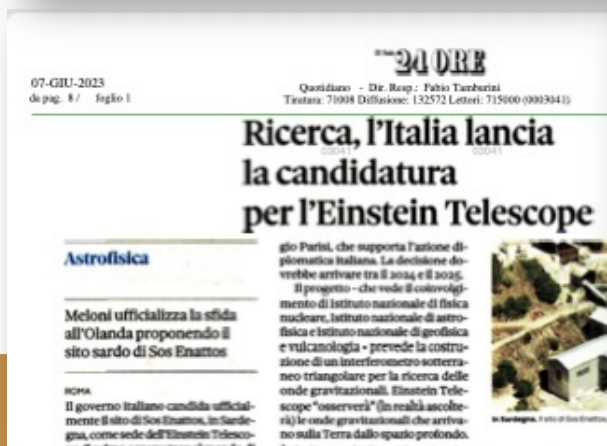 Il Sole
24 ORE
07-GIU-2023
da pag. 8 / foglio 1
Quotidiano - Dir. Resp.: Fabio Tamburini
Tiratura: 71008 Diffusione: 132572 Lettori: 715000 (0003041)
Ricerca, l'Italia lancia
03041 03041
la candidatura
per l'Einstein Telescope
Astrofisica
Meloni ufficializza la sfida
all'Olanda proponendo il
sito sardo di Sos Enattos
ROMA
Il governo italiano candida ufficial-
mente il sito di Sos Enattos, in Sarde-
gna, come sede dell'Einstein Telesco-
gio Parisi, che supporta l'azione di-
plomatica italiana. La decisione do-
vrebbe arrivare tra il 2024 e il 2025.
Il progetto - che vede il coinvolgi-
mento di Istituto nazionale di fisica
nucleare, Istituto nazionale di astro-
fisica e Istituto nazionale di geofisica
e vulcanologia - prevede la costru-
zione di un interferometro sotterra-
neo triangolare per la ricerca delle
onde gravitazionali. Einstein Tele-
scope "osserverà" (in realtà ascolte-
rà) le onde gravitazionali che arriva-
no sulla Terra dallo spazio profondo.
In Sardegna. Il sito di Sos Enattos